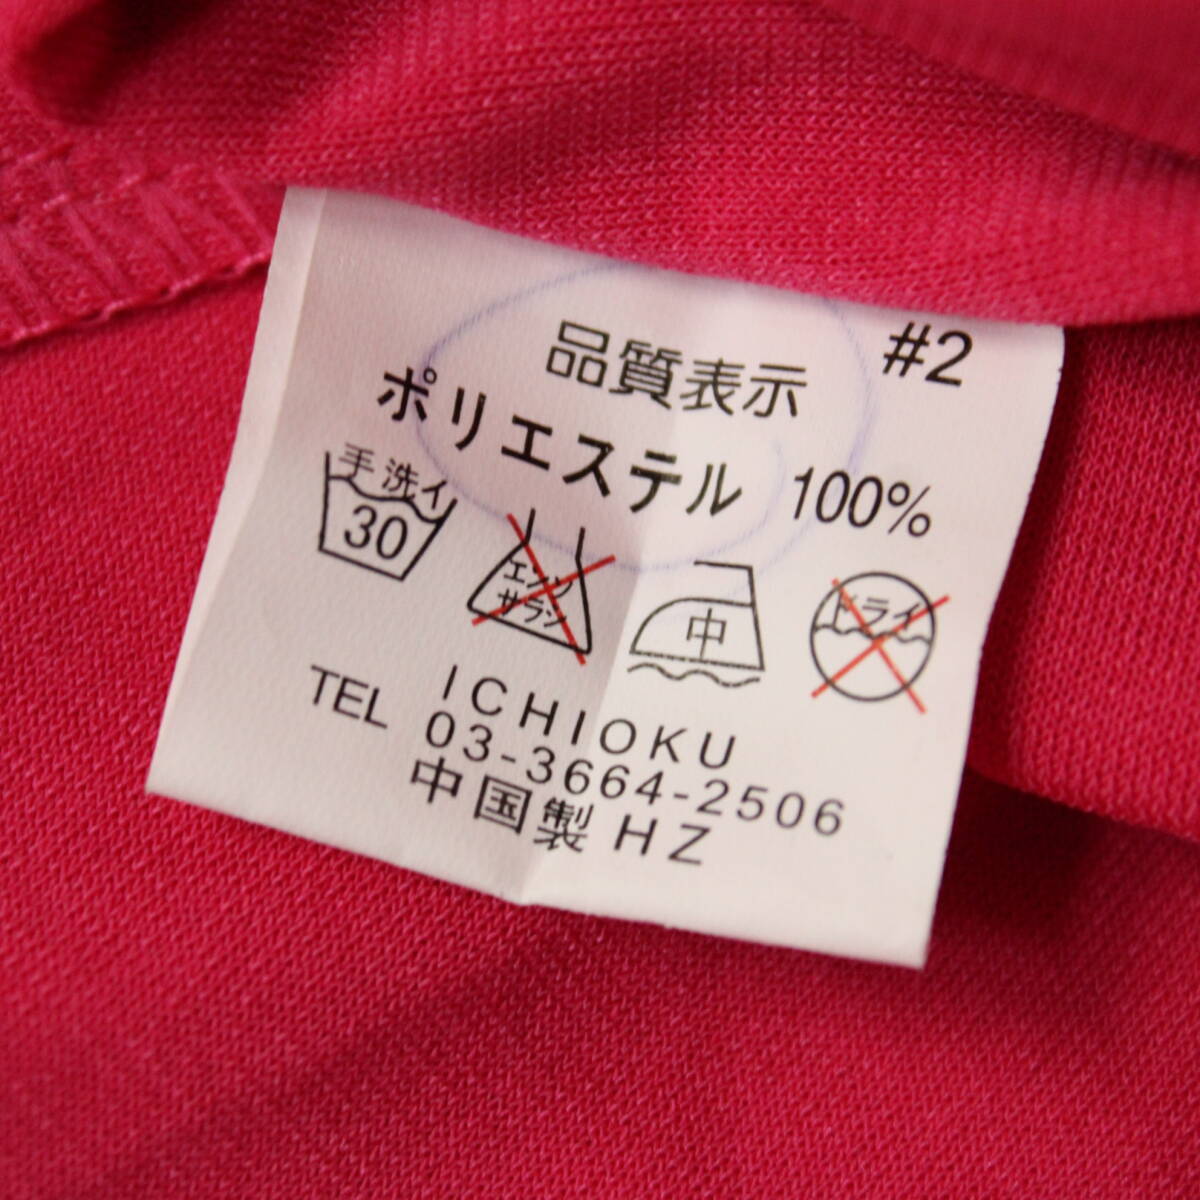 品質表示 #2
ポリエステル 100%
手洗イ 30 エンソサラシ 中 ドライ
ICHIOKU
TEL 03-3664-2506
中国製 HZ